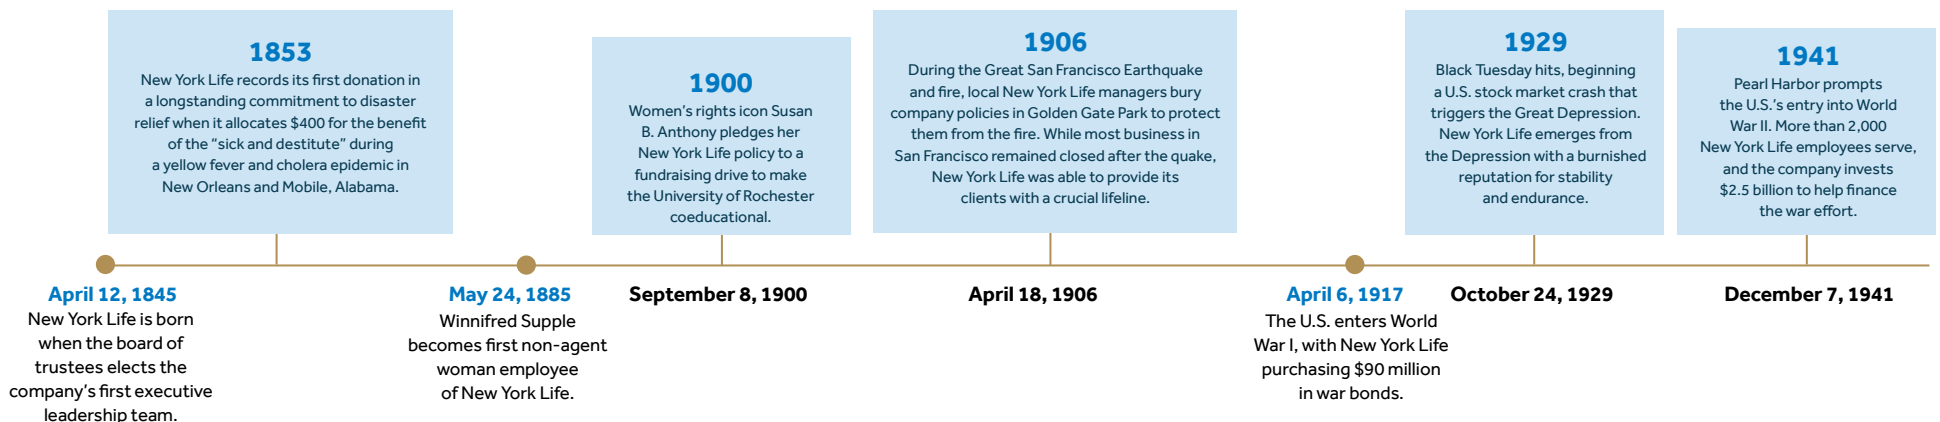 1853
New York Life records its first donation in
a longstanding commitment to disaster
relief when it allocates $400 for the benefit
of the “sick and destitute” during
a yellow fever and cholera epidemic in
New Orleans and Mobile, Alabama.
1900
Women’s rights icon Susan
B. Anthony pledges her
New York Life policy to a
fundraising drive to make
the University of Rochester
coeducational.
1906
During the Great San Francisco Earthquake
and fire, local New York Life managers bury
company policies in Golden Gate Park to protect
them from the fire. While most business in
San Francisco remained closed after the quake,
New York Life was able to provide its
clients with a crucial lifeline.
1929
Black Tuesday hits, beginning
a U.S. stock market crash that
triggers the Great Depression.
New York Life emerges from
the Depression with a burnished
reputation for stability
and endurance.
1941
Pearl Harbor prompts
the U.S.’s entry into World
War II. More than 2,000
New York Life employees serve,
and the company invests
$2.5 billion to help finance
the war effort.
April 12, 1845
New York Life is born
when the board of
trustees elects the
company’s first executive
leadership team.
May 24, 1885
Winnifred Supple
becomes first non-agent
woman employee
of New York Life.
September 8, 1900
April 18, 1906
April 6, 1917
The U.S. enters World
War I, with New York Life
purchasing $90 million
in war bonds.
October 24, 1929
December 7, 1941